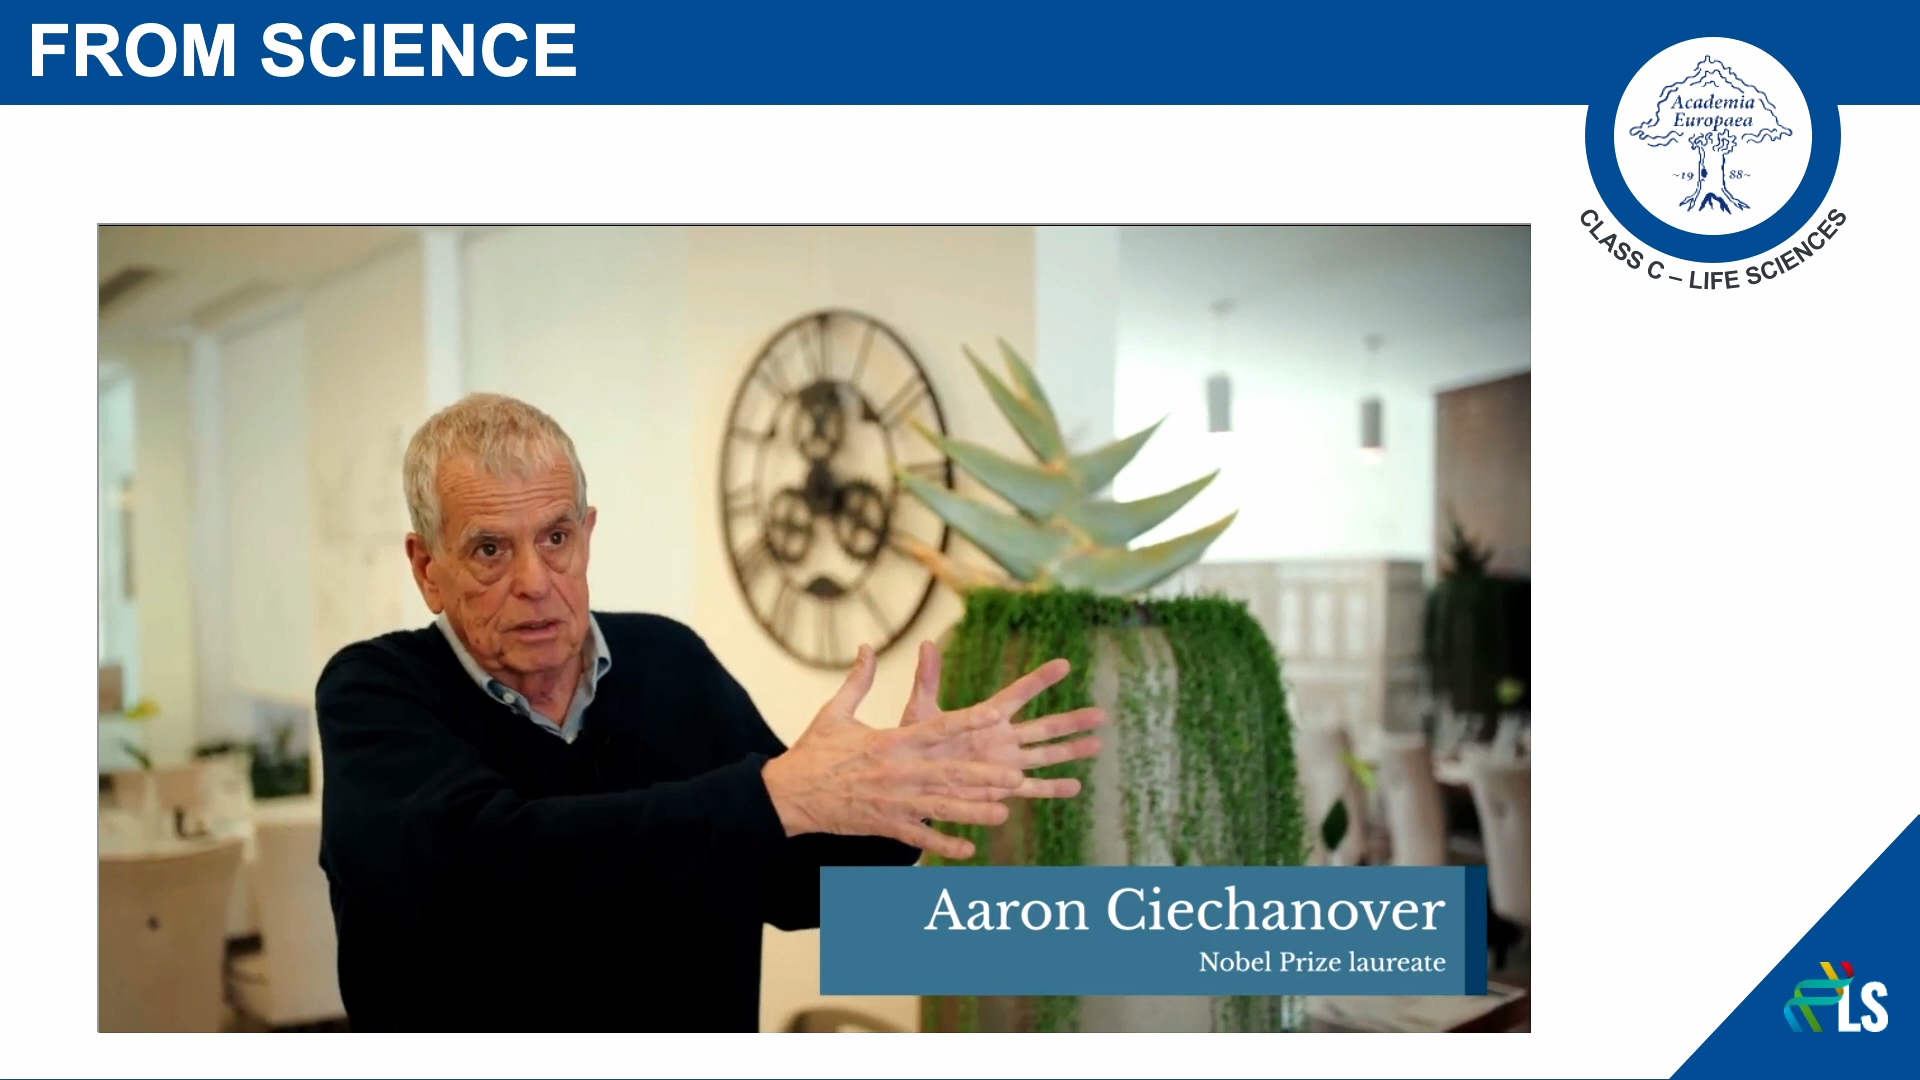 FROM SCIENCE
Academia
Europaea
~19 88~
CLASS C – LIFE SCIENCES
Aaron Ciechanover
Nobel Prize laureate
LS